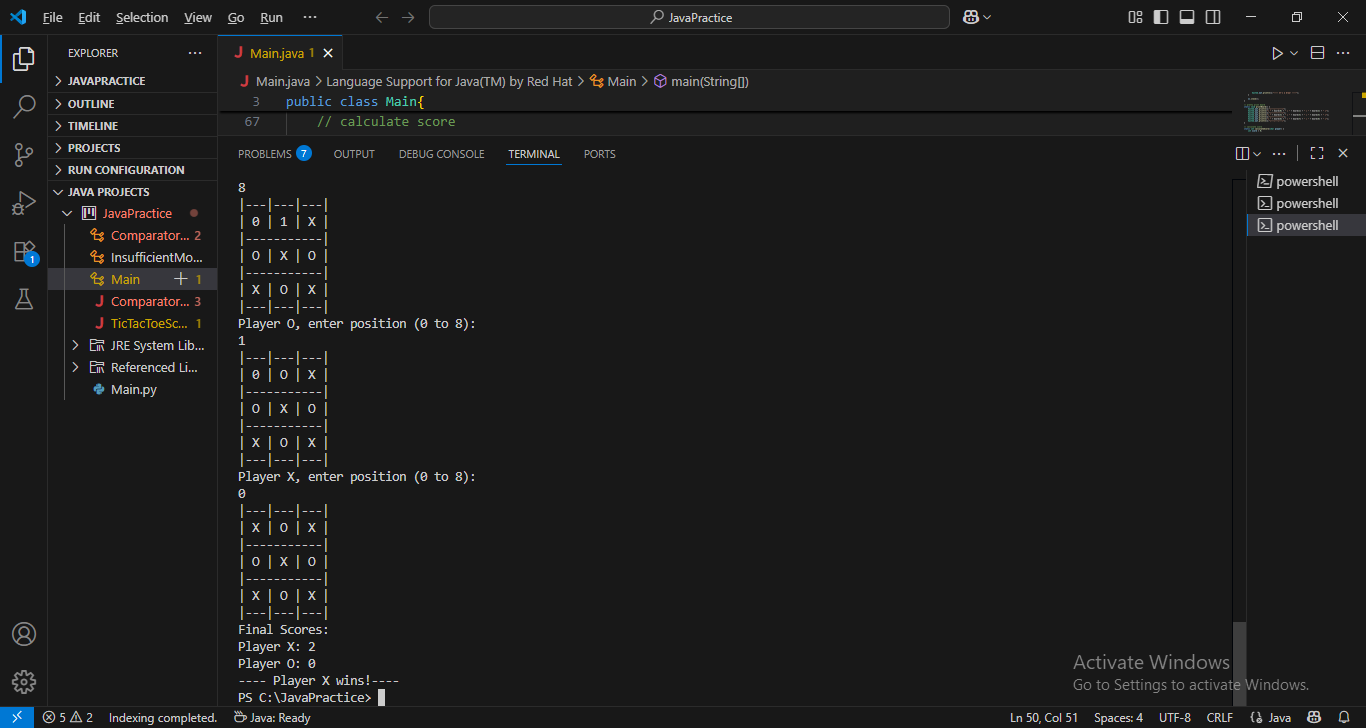 File Edit Selection View Go Run ··· JavaPractice
EXPLORER ···
JAVAPRACTICE
OUTLINE
TIMELINE
PROJECTS
RUN CONFIGURATION
JAVA PROJECTS
JavaPractice
Comparator... 2
InsufficientMo...
Main 1
J Comparator... 3
J TicTacToeSc... 1
JRE System Lib...
Referenced Li...
Main.py
1
J Main.java 1
J Main.java > Language Support for Java(TM) by Red Hat > Main > main(String[])
3 public class Main{
67 // calculate score
PROBLEMS 7 OUTPUT DEBUG CONSOLE TERMINAL PORTS
powershell
powershell
powershell
8
|---|---|---|
| 0 | 1 | X |
|-----------|
| O | X | O |
|-----------|
| X | O | X |
|---|---|---|
Player O, enter position (0 to 8):
1
|---|---|---|
| 0 | O | X |
|-----------|
| O | X | O |
|-----------|
| X | O | X |
|---|---|---|
Player X, enter position (0 to 8):
0
|---|---|---|
| X | O | X |
|-----------|
| O | X | O |
|-----------|
| X | O | X |
|---|---|---|
Final Scores:
Player X: 2
Player O: 0
---- Player X wins!----
PS C:\JavaPractice>
Activate Windows
Go to Settings to activate Windows.
5 2 Indexing completed. Java: Ready Ln 50, Col 51 Spaces: 4 UTF-8 CRLF Java